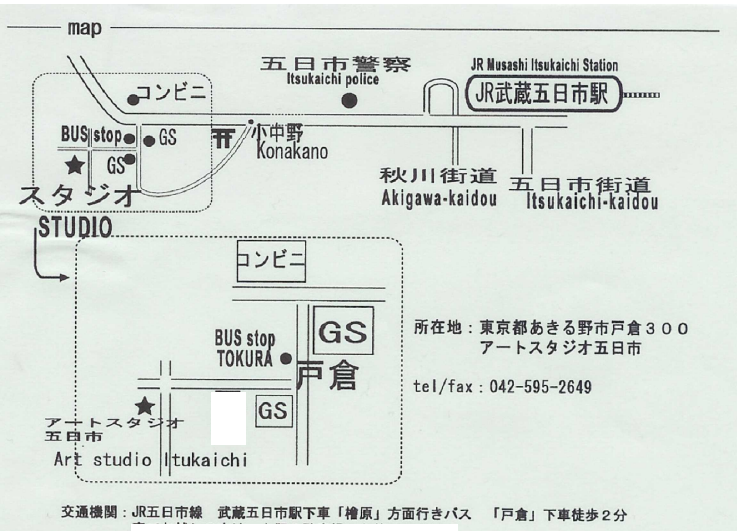 map
五日市警察
Itsukaichi police
JR Musashi Itsukaichi Station
JR武蔵五日市駅
コンビニ
BUS stop
GS
GS
小中野
Konakano
秋川街道
Akigawa-kaidou
五日市街道
Itsukaichi-kaidou
スタジオ
STUDIO
コンビニ
GS
BUS stop
TOKURA
戸倉
GS
アートスタジオ
五日市
Art studio Itukaichi
所在地：東京都あきる野市戸倉３００
アートスタジオ五日市
tel/fax：042-595-2649
交通機関：JR五日市線 武蔵五日市駅下車「檜原」方面行きバス 「戸倉」下車徒歩２分